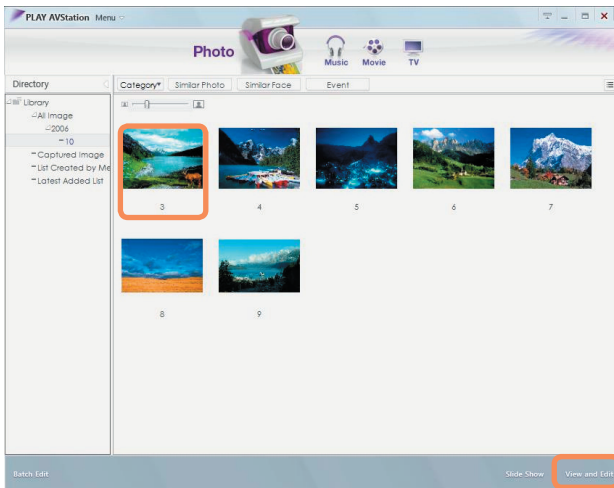 PLAY AVStation Menu
Photo
Music Movie TV
Directory
Category Similar Photo Similar Face Event
Library
All Image
2006
10
Captured Image
List Created by Me
Latest Added List
3 4 5 6 7
8 9
Batch Edit Slide Show View and Edit